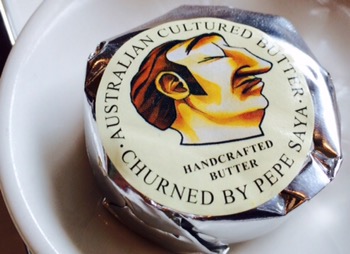 · AUSTRALIAN CULTURED BUTTER ·
HANDCRAFTED
BUTTER
CHURNED BY PEPE SAYA